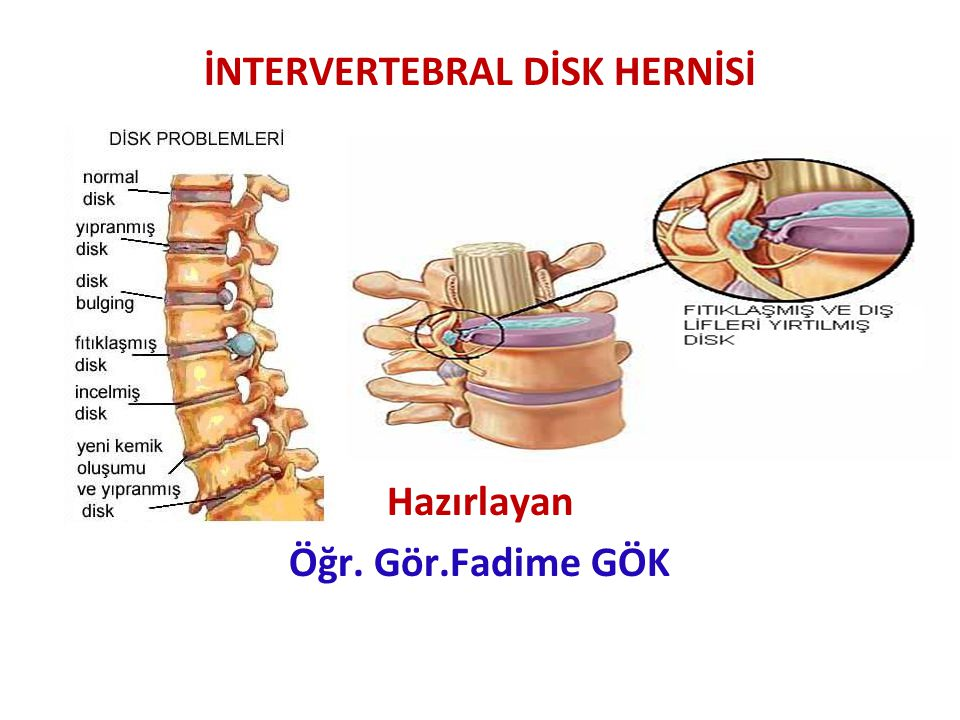 İNTERVERTEBRAL DİSK HERNİSİ
DİSK PROBLEMLERİ
normal
disk
yıpranmış
disk
disk
bulging
fıtıklaşmış
disk
incelmiş
disk
yeni kemik
oluşumu
ve yıpranmış
disk
FITIKLAŞMIŞ VE DIŞ
LİFLERİ YIRTILMIŞ
DİSK
Hazırlayan
Öğr. Gör.Fadime GÖK